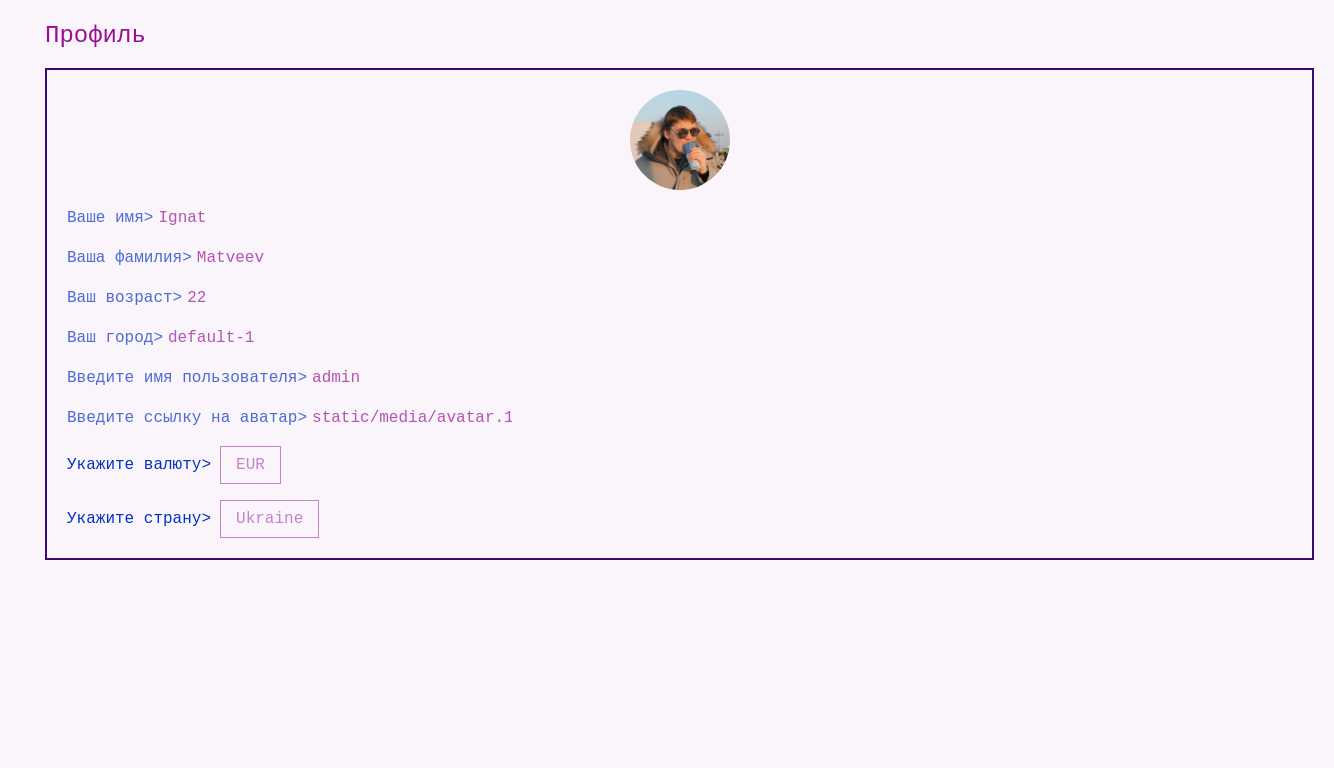 Профиль
Ваше имя> Ignat
Ваша фамилия> Matveev
Ваш возраст> 22
Ваш город> default-1
Введите имя пользователя> admin
Введите ссылку на аватар> static/media/avatar.1
Укажите валюту> EUR
Укажите страну> Ukraine